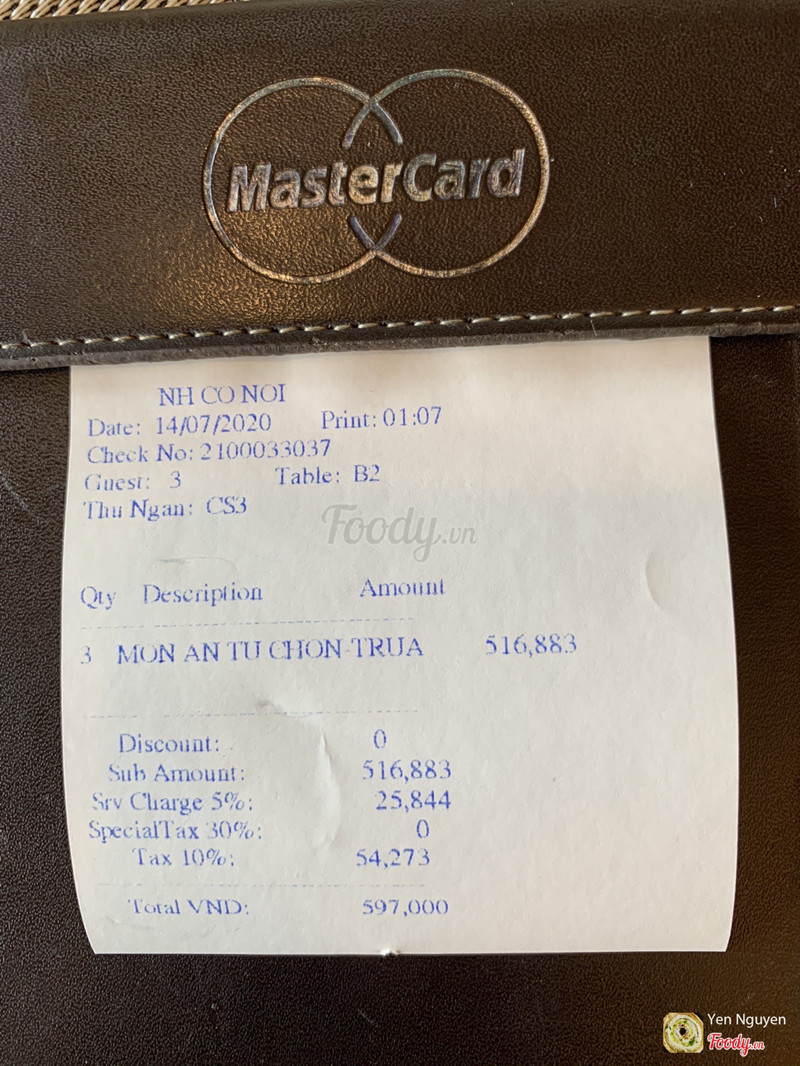 MasterCard
NH CO NOI
Date: 14/07/2020 Print: 01:07
Check No: 2100033037
Guest: 3 Table: B2
Thu Ngan: CS3
Foody.vn
Qty Description Amount
3 MON AN TU CHON-TRUA 516,883
Discount: 0
Sub Amount: 516,883
Srv Charge 5%: 25,844
SpecialTax 30%: 0
Tax 10%: 54,273
Total VND: 597,000
Yen Nguyen
Foody.vn